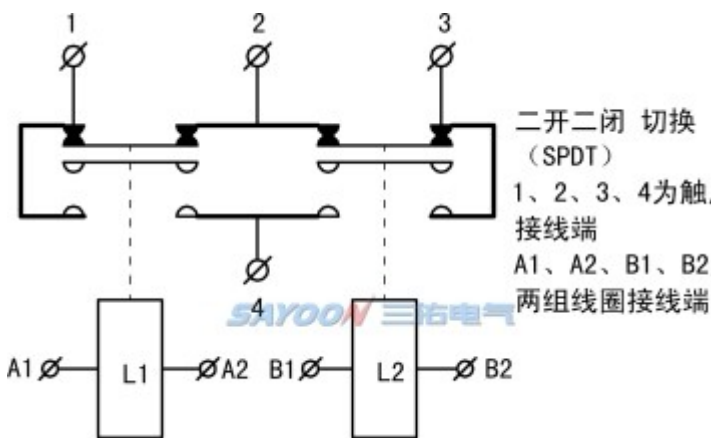 1
2
3
二开二闭 切换
（SPDT）
1、2、3、4为触
接线端
A1、A2、B1、B2
两组线圈接线端
4
SAYOON 三佑电气
A1
L1
A2
B1
L2
B2